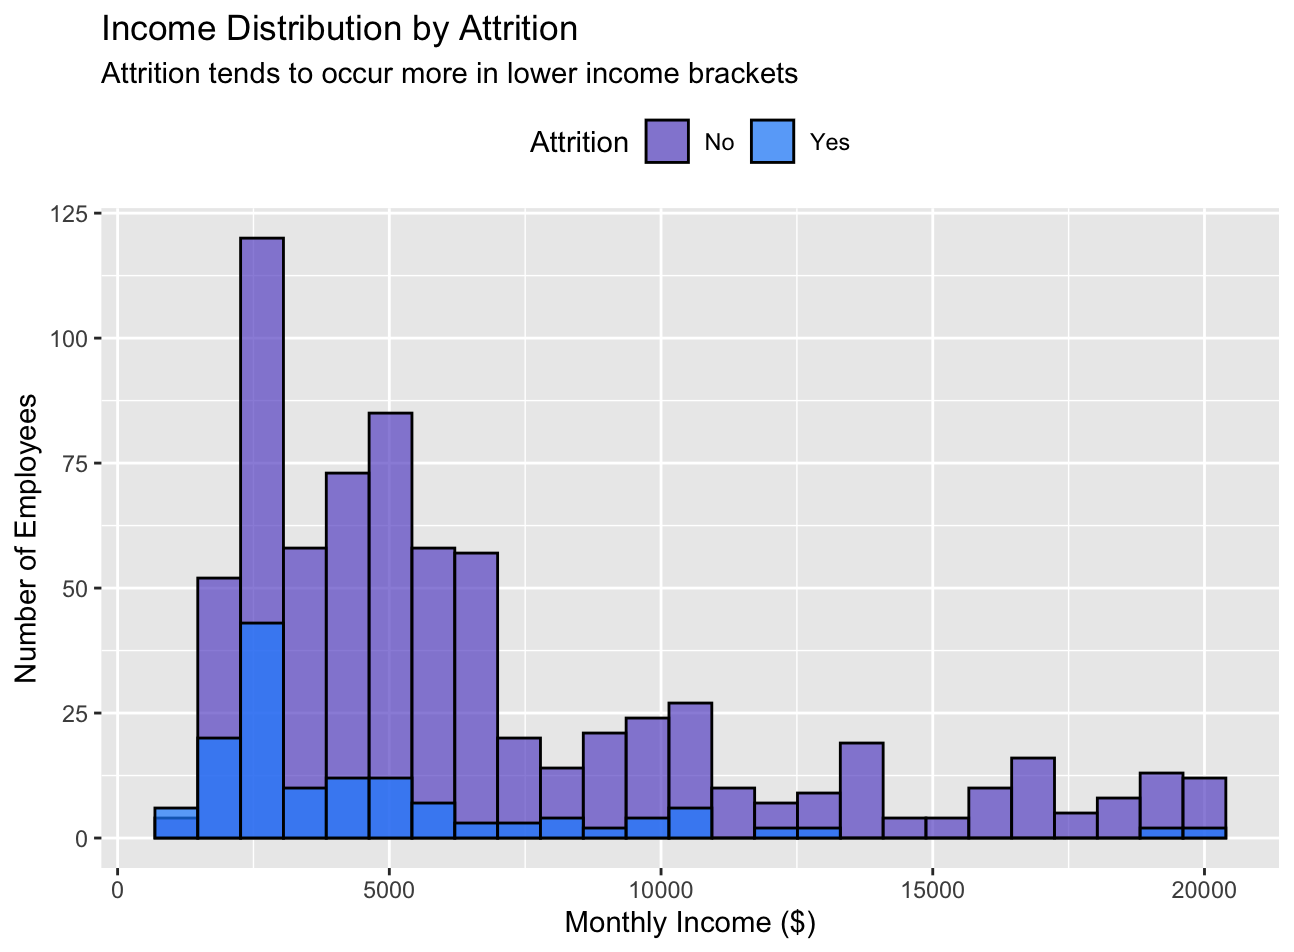 Income Distribution by Attrition
Attrition tends to occur more in lower income brackets
Attrition No Yes
125
100
75
50
25
0
Number of Employees
0 5000 10000 15000 20000
Monthly Income ($)